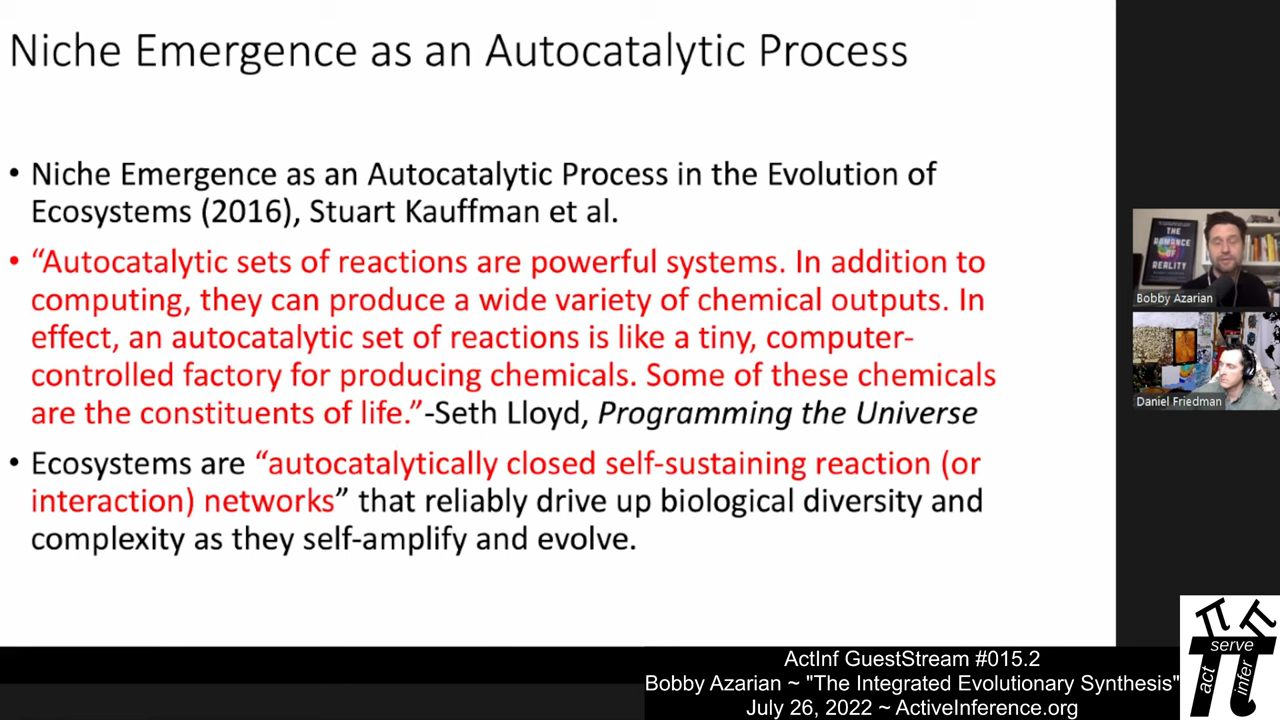 Niche Emergence as an Autocatalytic Process
• Niche Emergence as an Autocatalytic Process in the Evolution of
Ecosystems (2016), Stuart Kauffman et al.
• “Autocatalytic sets of reactions are powerful systems. In addition to
computing, they can produce a wide variety of chemical outputs. In
effect, an autocatalytic set of reactions is like a tiny, computer-
controlled factory for producing chemicals. Some of these chemicals
are the constituents of life.”-Seth Lloyd, Programming the Universe
• Ecosystems are “autocatalytically closed self-sustaining reaction (or
interaction) networks” that reliably drive up biological diversity and
complexity as they self-amplify and evolve.
THE
ROMANCE
OF
REALITY
Bobby Azarian
Daniel Friedman
ActInf GuestStream #015.2
Bobby Azarian ~ "The Integrated Evolutionary Synthesis"
July 26, 2022 ~ ActiveInference.org
π π
serve
π
act
infer